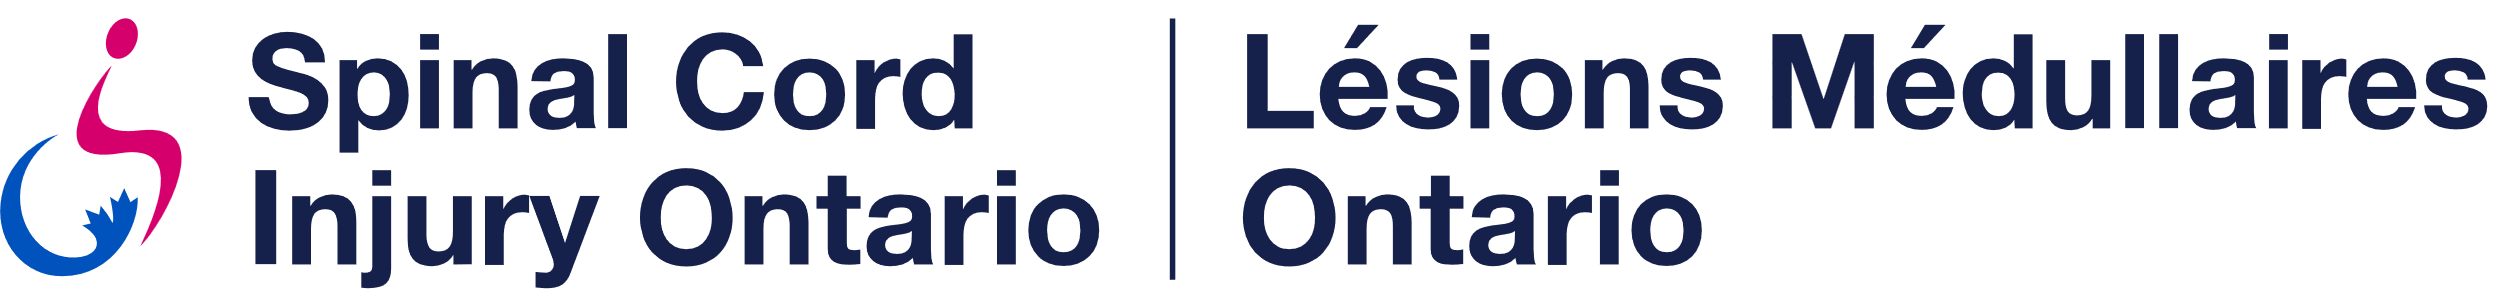 Spinal Cord
Injury Ontario
Lésions Médullaires
Ontario